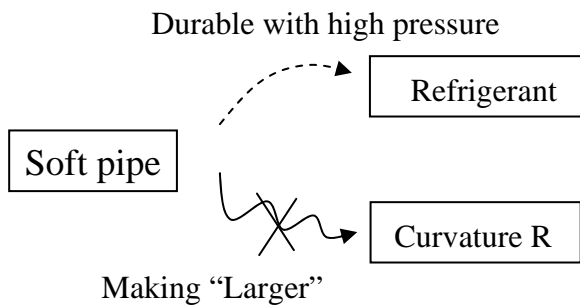 Durable with high pressure
Refrigerant
Soft pipe
Curvature R
Making “Larger”